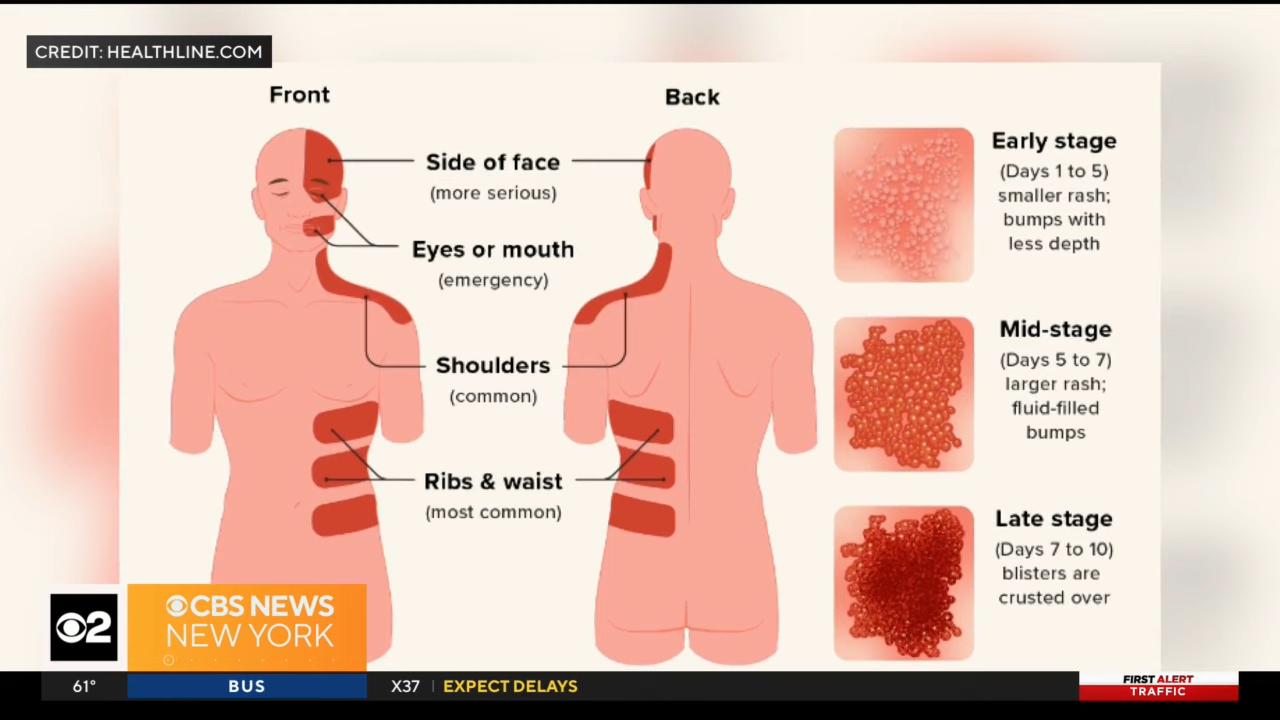 CREDIT: HEALTHLINE.COM
Front
Back
Side of face
(more serious)
Eyes or mouth
(emergency)
Shoulders
(common)
Ribs & waist
(most common)
Early stage
(Days 1 to 5)
smaller rash;
bumps with
less depth
Mid-stage
(Days 5 to 7)
larger rash;
fluid-filled
bumps
Late stage
(Days 7 to 10)
blisters are
crusted over
2
CBS NEWS
NEW YORK
61°
BUS
X37
EXPECT DELAYS
FIRST ALERT
TRAFFIC